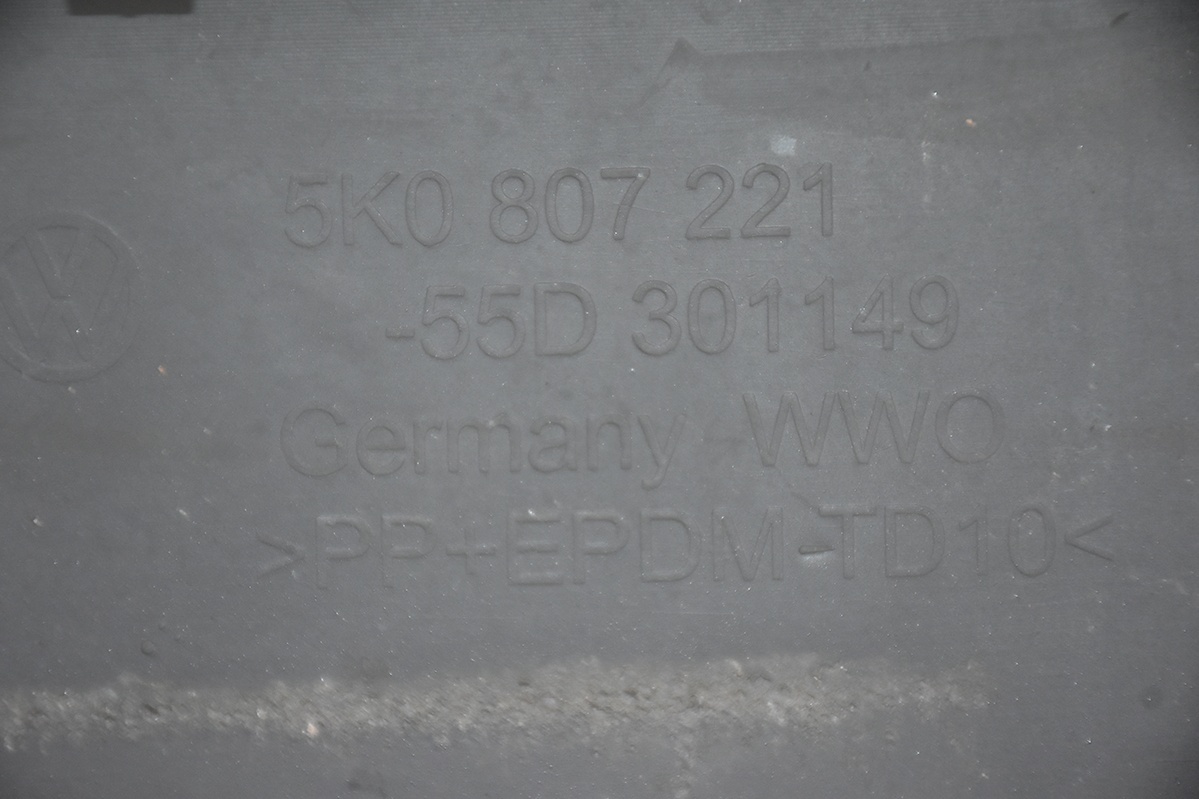 5K0 807 221
-55D 301149
Germany WWO
>PP+EPDM-TD10<